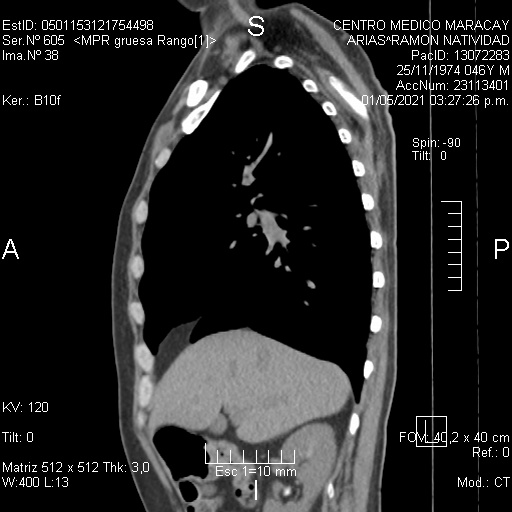 EstID: 0501153121754498
Ser.Nº 605 <MPR gruesa Rango[1]>
Ima.Nº 38
Ker.: B10f
S
CENTRO MEDICO MARACAY
ARIAS^RAMON NATIVIDAD
PacID: 13072283
25/11/1974 046Y M
AccNum: 23113401
01/05/2021 03:27:26 p.m.
Spin: -90
Tilt: 0
A
P
KV: 120
Tilt: 0
Matriz 512 x 512 Thk: 3,0
W:400 L:13
Esc 1=10 mm
I
FOM: 40,2 x 40 cm
Ref.: 0
Mod.: CT